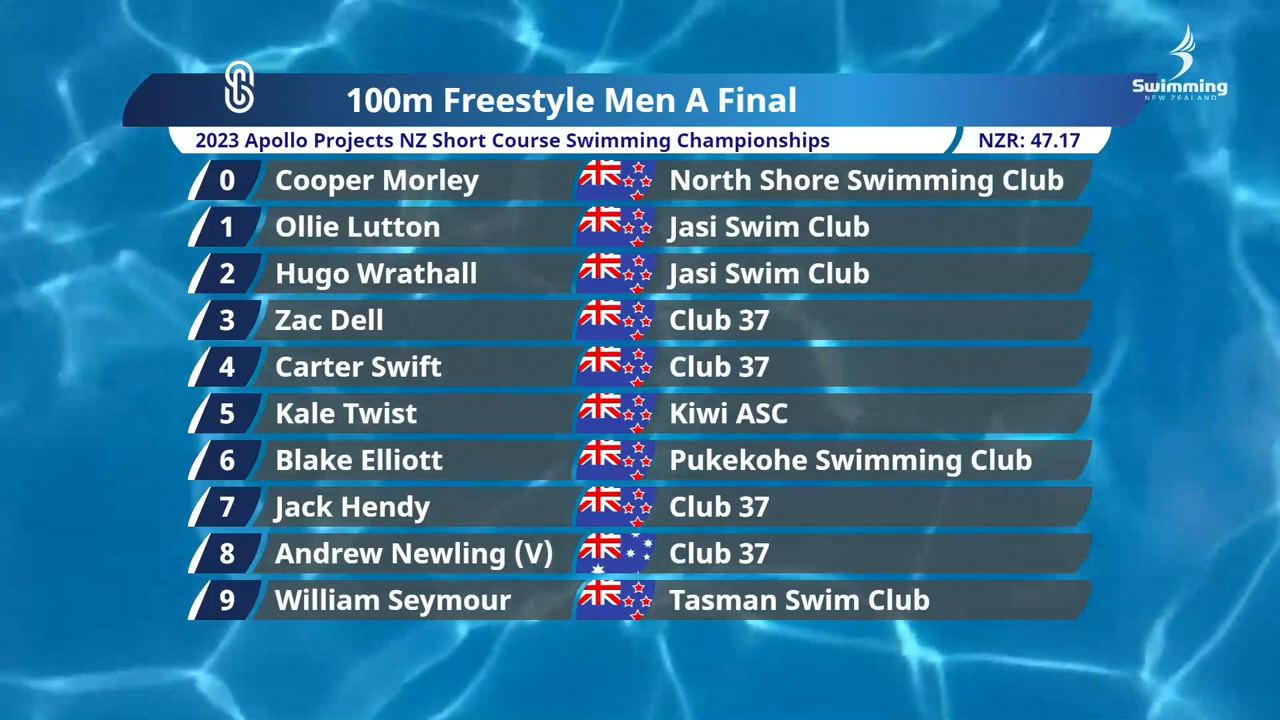 100m Freestyle Men A Final
Swimming
NEW ZEALAND
2023 Apollo Projects NZ Short Course Swimming Championships NZR: 47.17
0 Cooper Morley North Shore Swimming Club
1 Ollie Lutton Jasi Swim Club
2 Hugo Wrathall Jasi Swim Club
3 Zac Dell Club 37
4 Carter Swift Club 37
5 Kale Twist Kiwi ASC
6 Blake Elliott Pukekohe Swimming Club
7 Jack Hendy Club 37
8 Andrew Newling (V) Club 37
9 William Seymour Tasman Swim Club